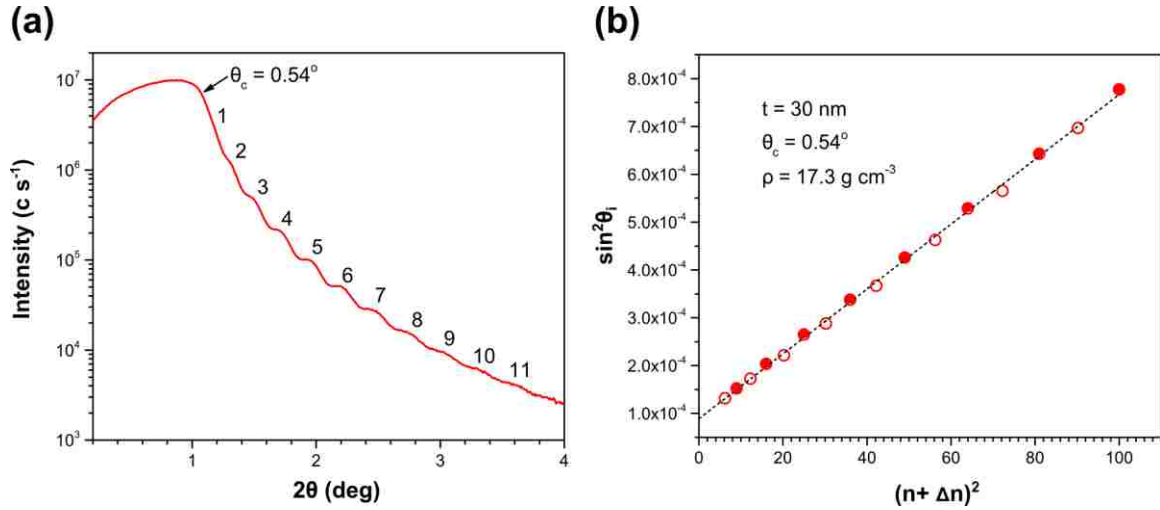 (a)
θc = 0.54°
1
2
3
4
5
6
7
8
9
10
11
10⁷
10⁶
10⁵
10⁴
10³
Intensity (c s⁻¹)
1
2
3
4
2θ (deg)
(b)
t = 30 nm
θc = 0.54°
ρ = 17.3 g cm⁻³
8.0x10⁻⁴
7.0x10⁻⁴
6.0x10⁻⁴
5.0x10⁻⁴
4.0x10⁻⁴
3.0x10⁻⁴
2.0x10⁻⁴
1.0x10⁻⁴
sin²θi
0
20
40
60
80
100
(n+ Δn)²